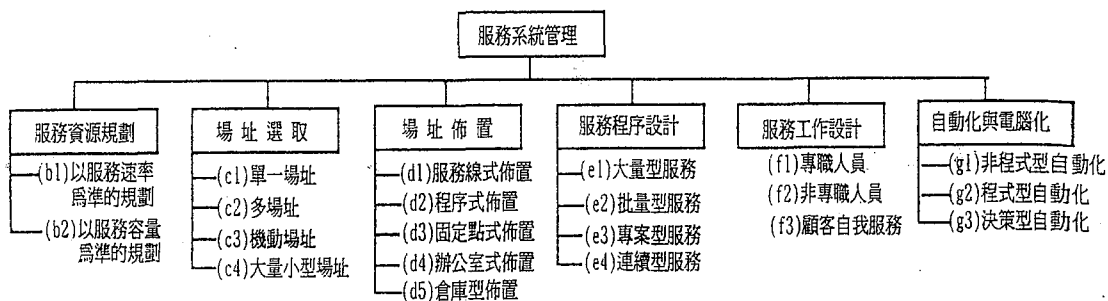 服務系統管理
服務資源規劃
(b1)以服務速率
為準的規劃
(b2)以服務容量
為準的規劃
場址選取
(c1)單一場址
(c2)多場址
(c3)機動場址
(c4)大量小型場址
場址佈置
(d1)服務線式佈置
(d2)程序式佈置
(d3)固定點式佈置
(d4)辦公室式佈置
(d5)倉庫型佈置
服務程序設計
(e1)大量型服務
(e2)批量型服務
(e3)專案型服務
(e4)連續型服務
服務工作設計
(f1)專職人員
(f2)非專職人員
(f3)顧客自我服務
自動化與電腦化
(g1)非程式型自動化
(g2)程式型自動化
(g3)決策型自動化